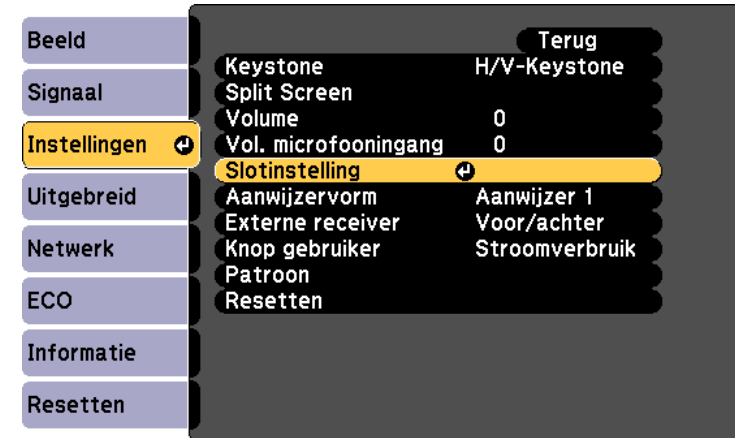 Beeld
Signaal
Instellingen
Uitgebreid
Netwerk
ECO
Informatie
Resetten
Terug
Keystone H/V-Keystone
Split Screen
Volume 0
Vol. microfooningang 0
Slotinstelling
Aanwijzervorm Aanwijzer 1
Externe receiver Voor/achter
Knop gebruiker Stroomverbruik
Patroon
Resetten